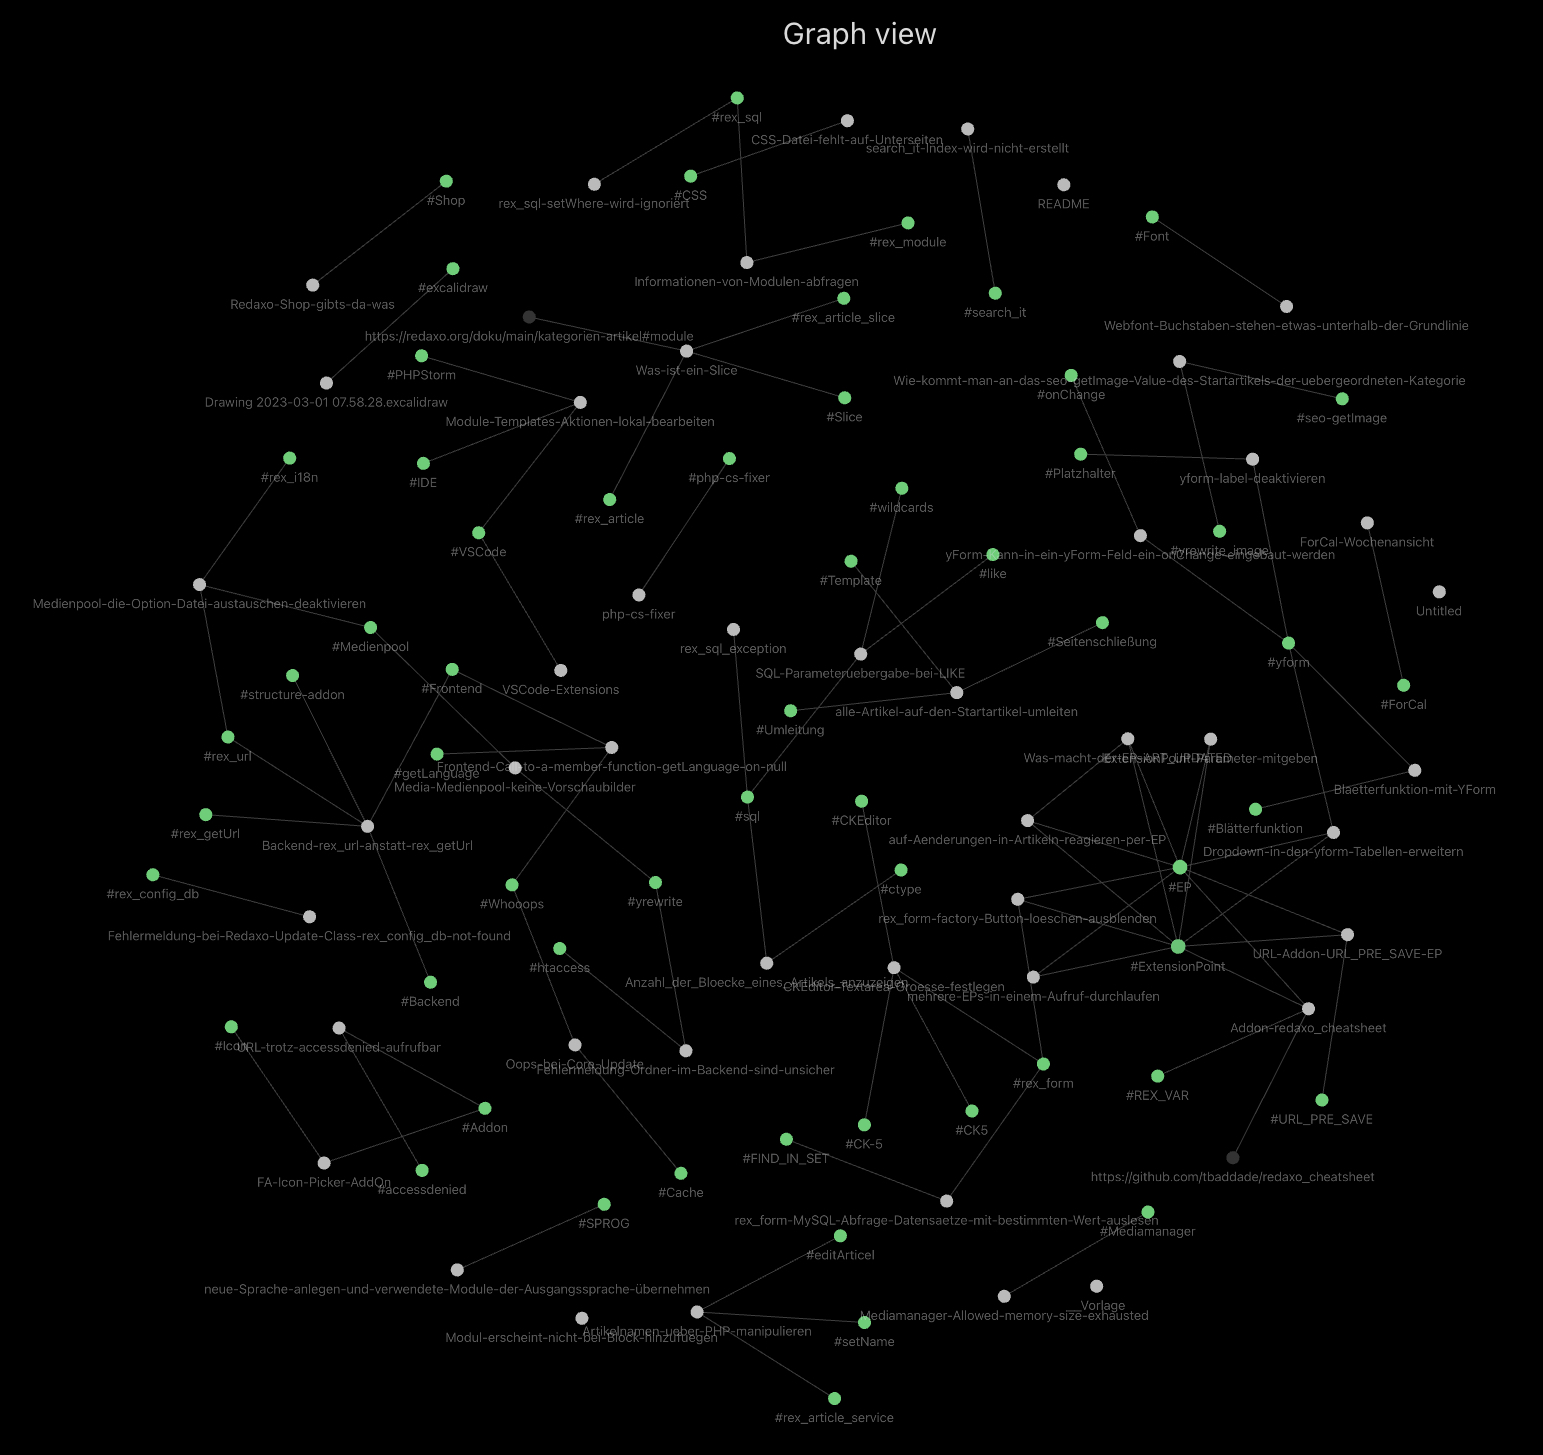 Graph view
#rex_sql
CSS-Datei-fehlt-auf-Unterseiten
search_it-Index-wird-nicht-erstellt
#Shop
#CSS
rex_sql-setWhere-wird-ignoriert
README
#Font
#rex_module
Informationen-von-Modulen-abfragen
#excalidraw
Redaxo-Shop-gibts-da-was
#search_it
#rex_article_slice
Webfont-Buchstaben-stehen-etwas-unterhalb-der-Grundlinie
https://redaxo.org/doku/main/kategorien-artikel#module
Was-ist-ein-Slice
#PHPStorm
Wie-kommt-man-an-das-seo-getImage-Value-des-Startartikels-der-uebergeordneten-Kategorie
#onChange
Drawing 2023-03-01 07.58.28.excalidraw
Module-Templates-Aktionen-lokal-bearbeiten
#Slice
#seo-getImage
#rex_i18n
#IDE
#php-cs-fixer
#Platzhalter
yform-label-deaktivieren
#wildcards
#rex_article
#VSCode
ForCal-Wochenansicht
#yrewrite_image
yForm-kann-in-ein-yForm-Feld-ein-onChange-eingebaut-werden
#Template
#like
Medienpool-die-Option-Datei-austauschen-deaktivieren
php-cs-fixer
Untitled
#Medienpool
rex_sql_exception
#Seitenschließung
#yform
SQL-Parameteruebergabe-bei-LIKE
#structure-addon
#Frontend
VSCode-Extensions
#ForCal
#Umleitung
alle-Artikel-auf-den-Startartikel-umleiten
#rex_url
Was-macht-der-EP-ART_UPDATED
ExtensionPoint-Parameter-mitgeben
Frontend-Call-to-a-member-function-getLanguage-on-null
#getLanguage
Media-Medienpool-keine-Vorschaubilder
Blaetterfunktion-mit-YForm
#sql
#CKEditor
#Blätterfunktion
#rex_getUrl
Backend-rex_url-anstatt-rex_getUrl
auf-Aenderungen-in-Artikeln-reagieren-per-EP
Dropdown-in-den-yform-Tabellen-erweitern
#rex_config_db
#Whooops
#yrewrite
#ctype
#EP
rex_form-factory-Button-loeschen-ausblenden
Fehlermeldung-bei-Redaxo-Update-Class-rex_config_db-not-found
#htaccess
URL-Addon-URL_PRE_SAVE-EP
#ExtensionPoint
Anzahl_der_Bloecke_eines_Artikels_anzuzeigen
CKEditor-Textarea-Groesse-festlegen
mehrere-EPs-in-einem-Aufruf-durchlaufen
#Backend
Addon-redaxo_cheatsheet
#Icon
URL-trotz-accessdenied-aufrufbar
Oops-bei-Core-Update
Fehlermeldung-Ordner-im-Backend-sind-unsicher
#rex_form
#REX_VAR
#URL_PRE_SAVE
#Addon
#CK-5
#CK5
#FIND_IN_SET
https://github.com/tbaddade/redaxo_cheatsheet
FA-Icon-Picker-AddOn
#accessdenied
#Cache
#SPROG
rex_form-MySQL-Abfrage-Datensaetze-mit-bestimmten-Wert-auslesen
#Mediamanager
#editArticel
neue-Sprache-anlegen-und-verwendete-Module-der-Ausgangssprache-übernehmen
__Vorlage
Mediamanager-Allowed-memory-size-exhausted
Artikelnamen-ueber-PHP-manipulieren
Modul-erscheint-nicht-bei-Block-hinzufuegen
#setName
#rex_article_service